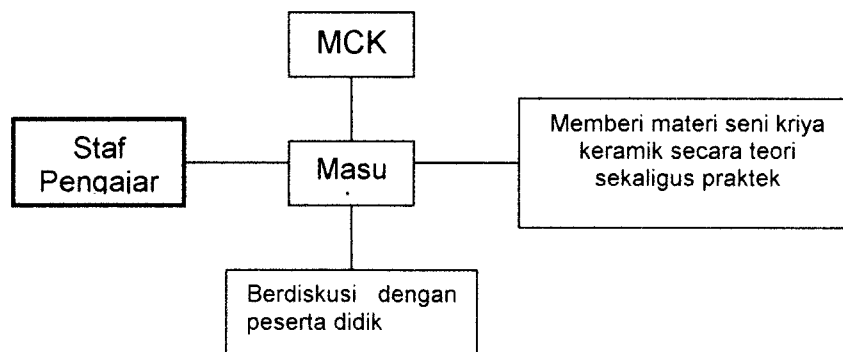 MCK
Staf
Pengajar
Masu
Memberi materi seni kriya
keramik secara teori
sekaligus praktek
Berdiskusi dengan
peserta didik